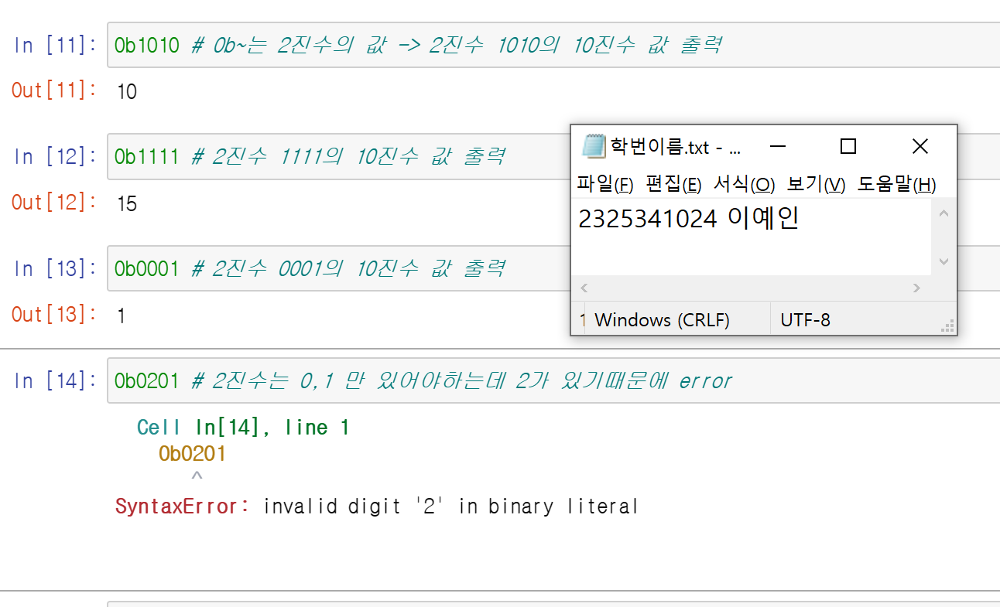 In [11]: 0b1010 # 0b~는 2진수의 값 -> 2진수 1010의 10진수 값 출력
Out[11]: 10
In [12]: 0b1111 # 2진수 1111의 10진수 값 출력
Out[12]: 15
In [13]: 0b0001 # 2진수 0001의 10진수 값 출력
Out[13]: 1
학번이름.txt - ...
파일(F) 편집(E) 서식(O) 보기(V) 도움말(H)
2325341024 이예인
1 Windows (CRLF) UTF-8
In [14]: 0b0201 # 2진수는 0,1 만 있어야하는데 2가 있기때문에 error
Cell In[14], line 1
0b0201
^
SyntaxError: invalid digit '2' in binary literal